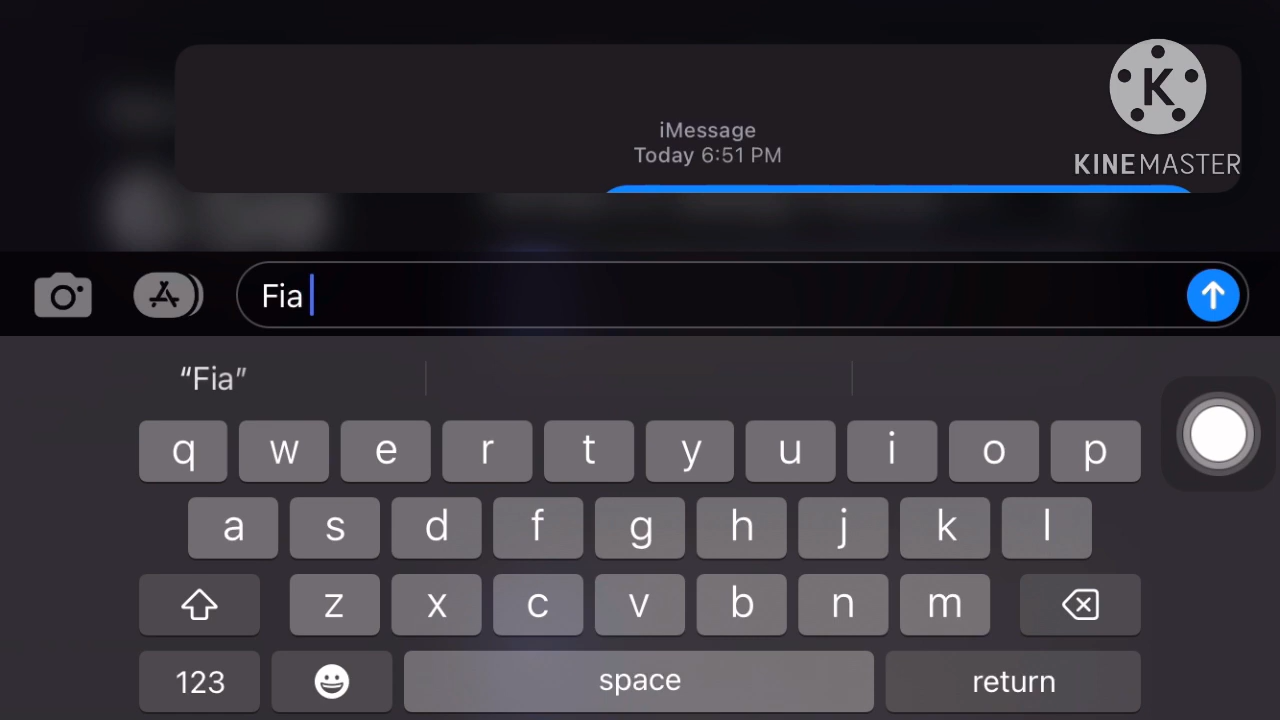 iMessage
Today 6:51 PM
K
KINEMASTER
Fia
“Fia”
q w e r t y u i o p
a s d f g h j k l
z x c v b n m
123 space return